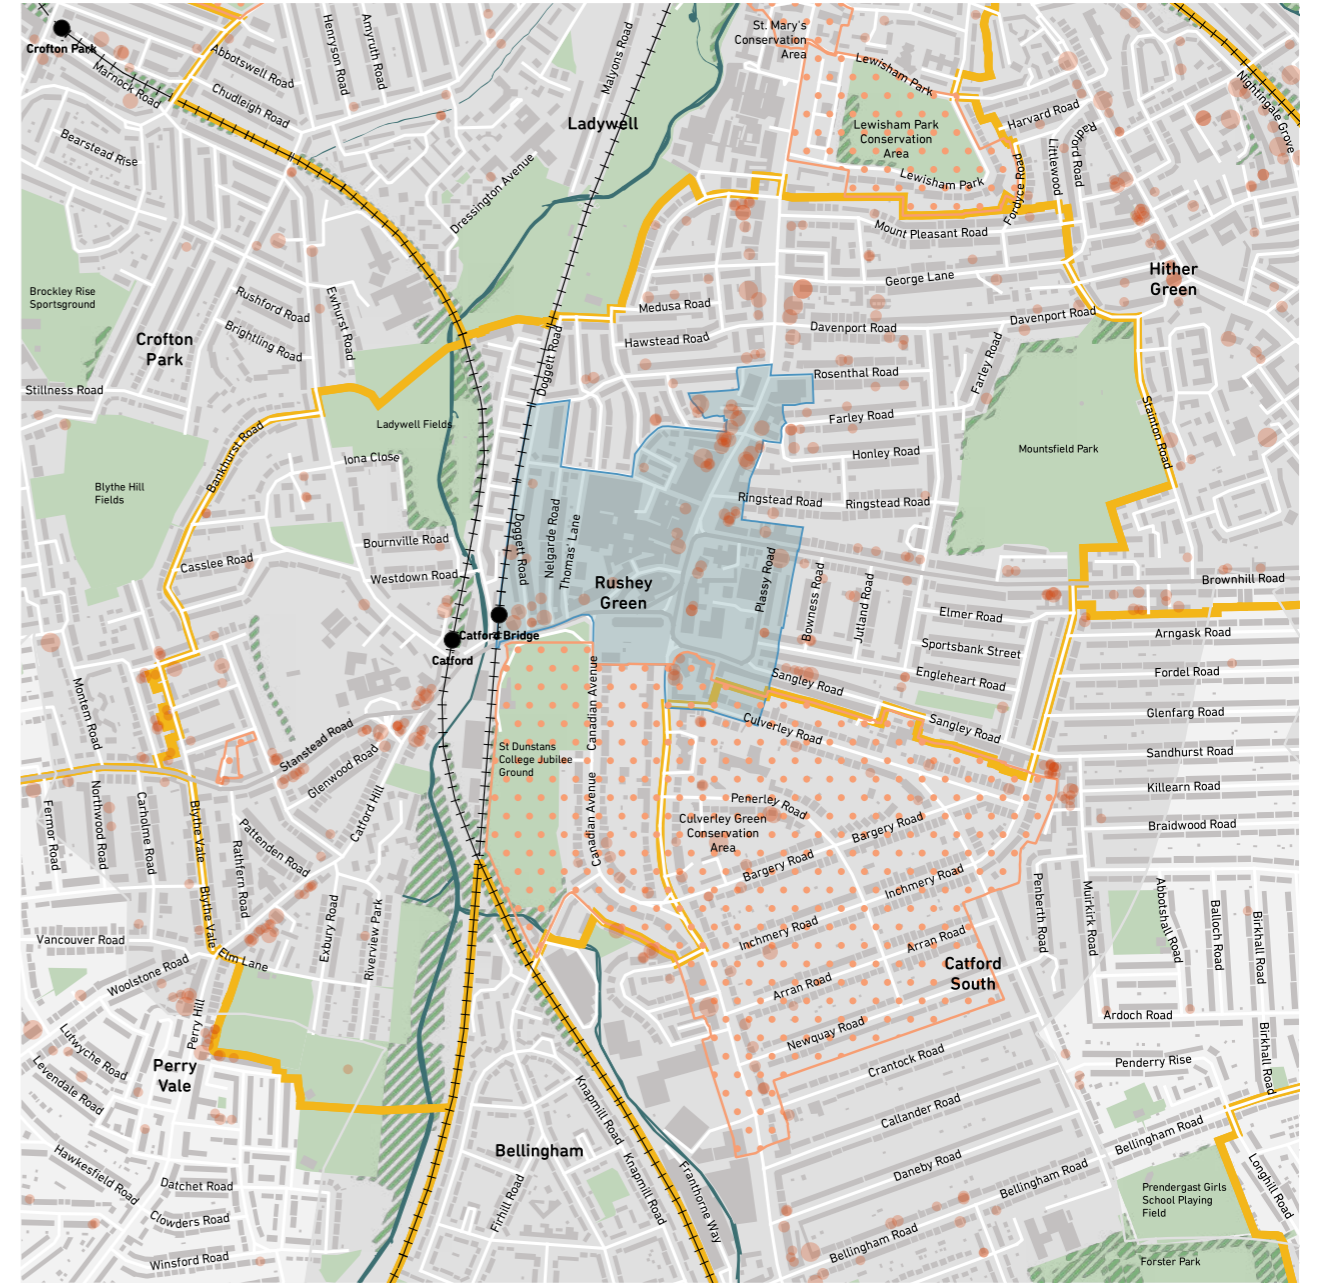 Crofton Park
Marnock Road
Abbotswell Road
Chudleigh Road
Henryson Road
Amyruth Road
Malyons Road
St. Mary's
Conservation
Area
Lewisham Park
Nightingale Grove
Bearstead Rise
Ladywell
Lewisham Park
Conservation
Area
Harvard Road
Radford Road
Littlewood
Fordyce Road
Dressington Avenue
Lewisham Park
Mount Pleasant Road
Hither
Green
George Lane
Brockley Rise
Sportsground
Rushford Road
Ewhurst Road
Brightling Road
Crofton
Park
Medusa Road
Hawstead Road
Doggett Road
Davenport Road
Davenport Road
Farley Road
Rosenthal Road
Stillness Road
Ladywell Fields
Farley Road
Stainton Road
Bankhurst Road
Iona Close
Honley Road
Mountsfield Park
Blythe Hill
Fields
Ringstead Road
Ringstead Road
Doggett Road
Nelgarde Road
Thomas' Lane
Bournville Road
Casslee Road
Westdown Road
Rushey
Green
Plassy Road
Bowness Road
Jutland Road
Brownhill Road
Elmer Road
Arngask Road
Catford Bridge
Catford
Sportsbank Street
Engleheart Road
Fordel Road
Sangley Road
Canadian Avenue
Montem Road
Glenfarg Road
Culverley Road
Sangley Road
Stanstead Road
Glenwood Road
St Dunstans
College Jubilee
Ground
Sandhurst Road
Killearn Road
Fermor Road
Northwood Road
Carholme Road
Blythe Vale
Catford Hill
Canadian Avenue
Penerley Road
Culverley Green
Conservation
Area
Bargery Road
Braidwood Road
Pattenden Road
Rathfern Road
Bargery Road
Inchmery Road
Penberth Road
Muirkirk Road
Abbotshall Road
Balloch Road
Birkhall Road
Blythe Vale
Exbury Road
Riverview Park
Vancouver Road
Inchmery Road
Arran Road
Elm Lane
Woolstone Road
Catford
South
Arran Road
Perry Hill
Ardoch Road
Newquay Road
Lutwyche Road
Levendale Road
Perry
Vale
Crantock Road
Penderry Rise
Birkhall Road
Knapmill Road
Callander Road
Bellingham Road
Bellingham
Hawkesfield Road
Datchet Road
Knapmill Road
Franthorne Way
Daneby Road
Bellingham Road
Prendergast Girls
School Playing
Field
Longhill Road
Firhill Road
Clowders Road
Winsford Road
Bellingham Road
Forster Park